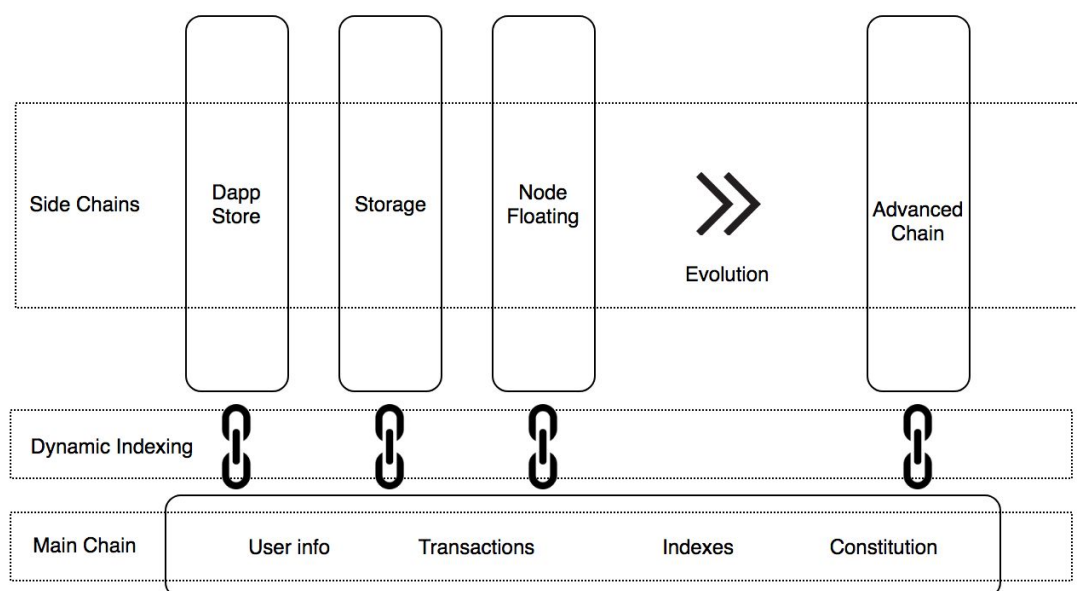 Side Chains
Dapp
Store
Storage
Node
Floating
Evolution
Advanced
Chain
Dynamic Indexing
Main Chain
User info
Transactions
Indexes
Constitution